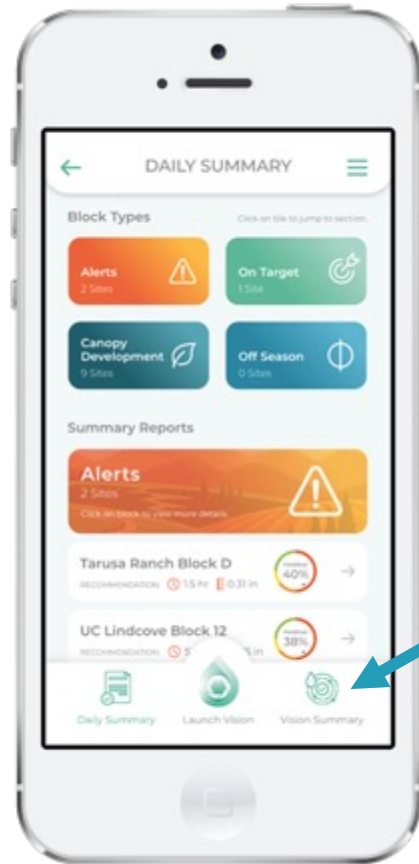 DAILY SUMMARY
Block Types
Click on tile to jump to section.
Alerts
2 Sites
On Target
1 Site
Canopy
Development
9 Sites
Off Season
0 Sites
Summary Reports
Alerts
2 Sites
Click on block to view more details.
Tarusa Ranch Block D
RECOMMENDATION 1.5 hr 0.31 in
40%
UC Lindcove Block 12
RECOMMENDATION
38%
Daily Summary
Launch Vision
Vision Summary